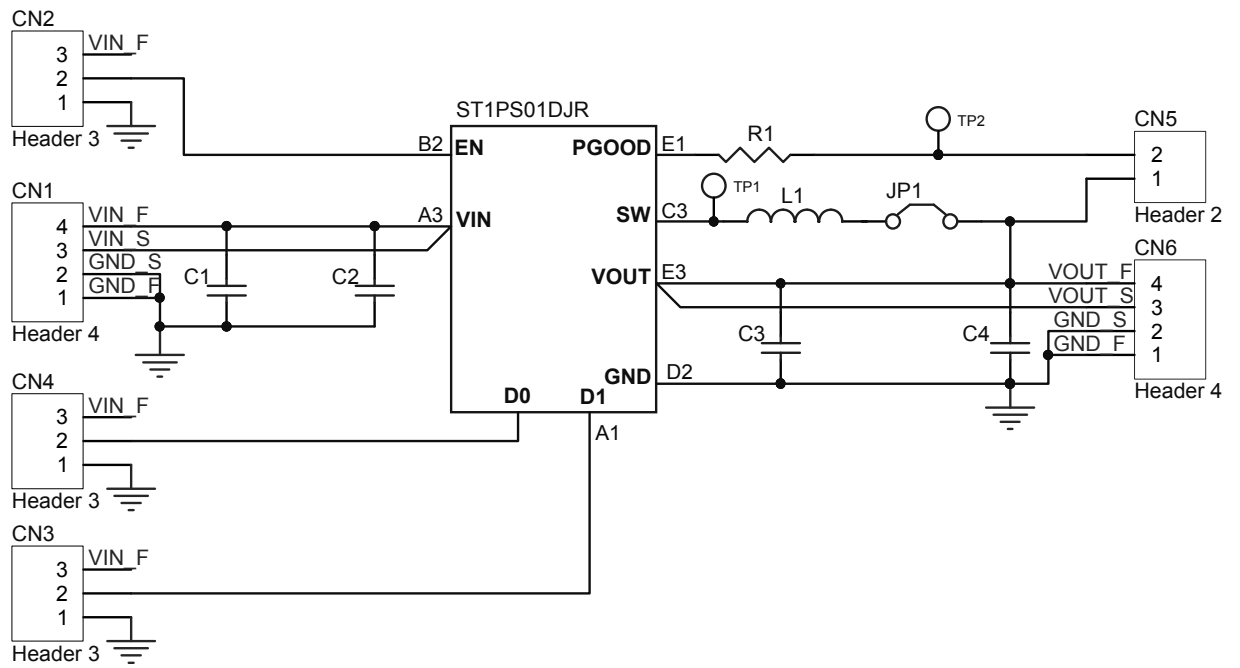 CN2
3 VIN_F
2
1
Header 3
CN1
4 VIN_F
3 VIN_S
2 GND_S
1 GND_F
Header 4
C1
C2
CN4
3 VIN_F
2
1
Header 3
CN3
3 VIN_F
2
1
Header 3
ST1PS01DJR
B2 EN
A3 VIN
PGOOD E1
SW C3
VOUT E3
GND D2
D0
D1
A1
R1
TP2
TP1
L1
JP1
C3
C4
CN5
2
1
Header 2
CN6
VOUT_F 4
VOUT_S 3
GND_S 2
GND_F 1
Header 4